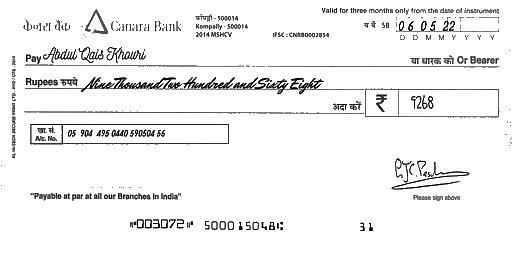 Valid for three months only from the date of instrument
केनरा बैंक Canara Bank
कोंपल्ली - 500014
Kompally - 500014
2014 MSHCV
IFSC : CNRB0002854
SB 06 05 22
D D M M Y Y Y Y
Pay Abdul Qais Khouri या धारक को Or Bearer
Rupees रुपये Nine Thousand Two Hundred and Sixty Eight
अदा करें ₹ 9268
खा. सं.
A/c. No. 05 904 495 0440 590504 56
Please sign above
"Payable at par at all our Branches in India"
⑈003072⑈ 500015048⑆ 31